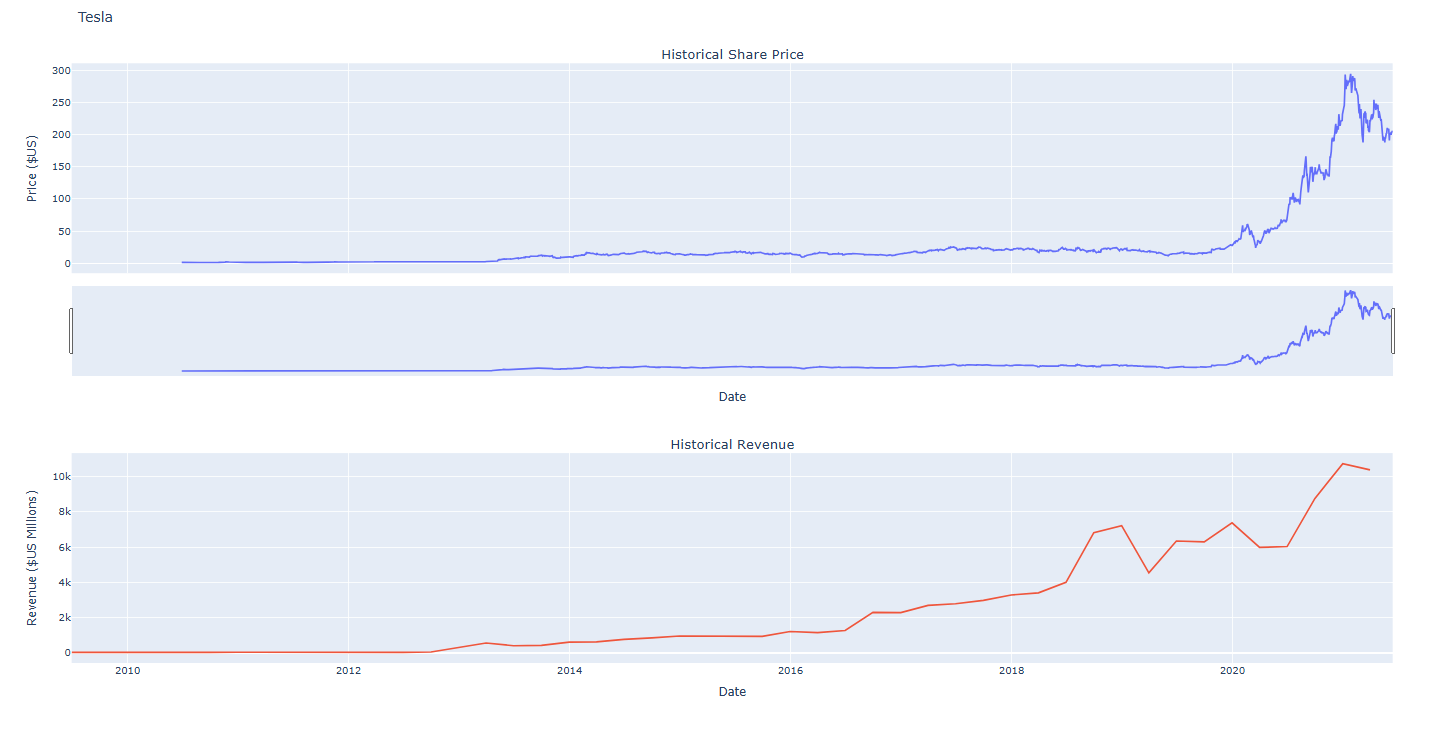 Tesla
Historical Share Price
300
250
200
150
100
50
0
Price ($US)
Date
Historical Revenue
10k
8k
6k
4k
2k
0
Revenue ($US Millions)
2010 2012 2014 2016 2018 2020
Date